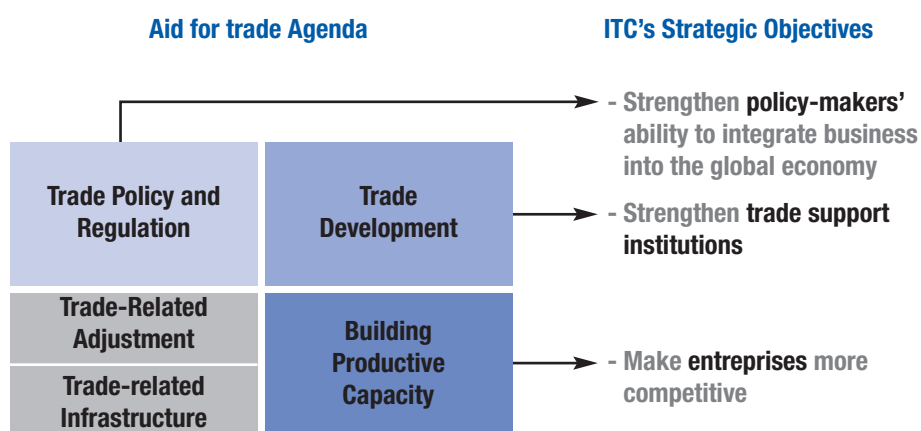 Aid for trade Agenda
ITC's Strategic Objectives
- Strengthen policy-makers'
ability to integrate business
into the global economy
Trade Policy and
Regulation
Trade
Development
- Strengthen trade support
institutions
Trade-Related
Adjustment
Trade-related
Infrastructure
Building
Productive
Capacity
- Make entreprises more
competitive